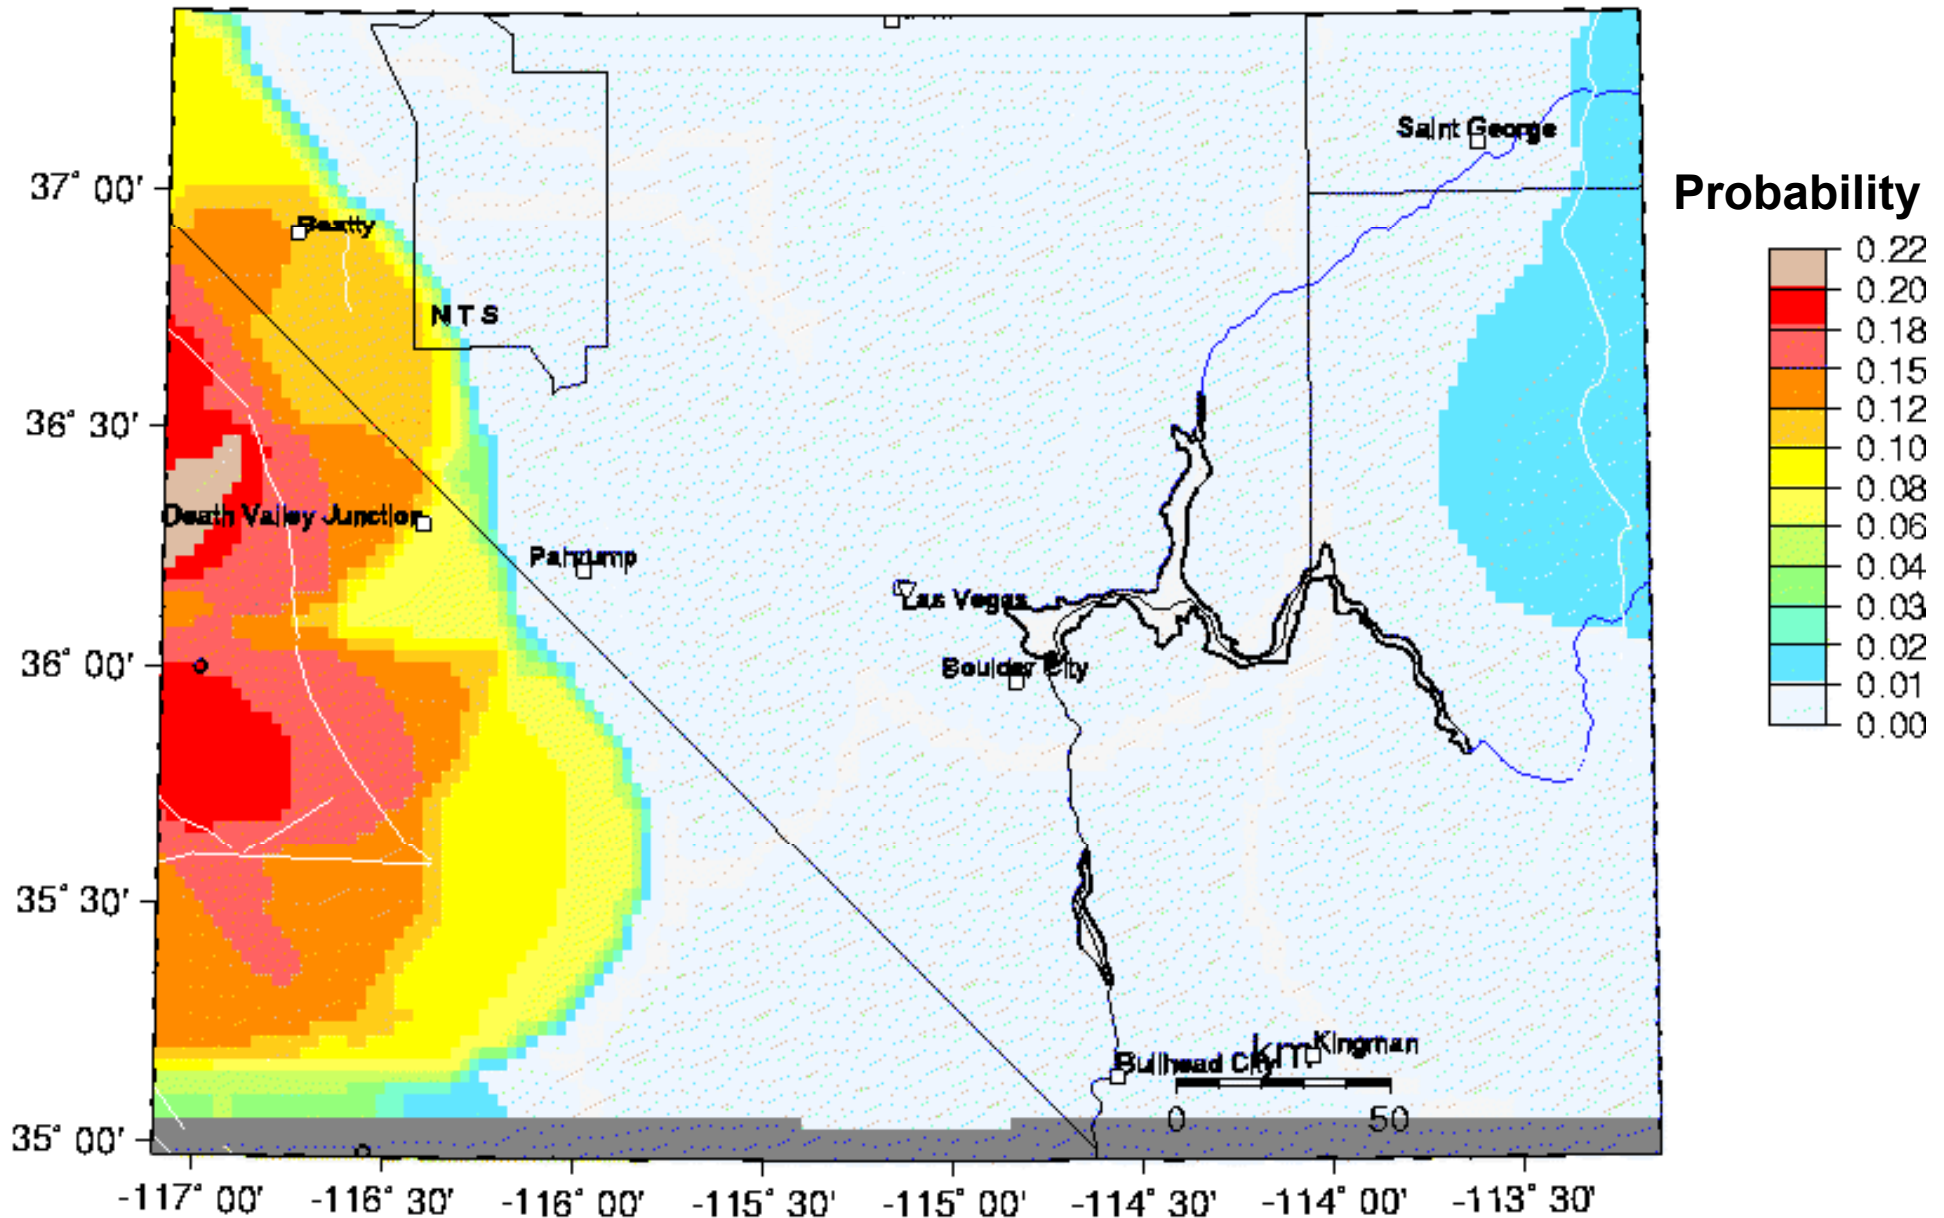 Saint George
37° 00'
Probability
Beatty
0.22
0.20
N T S
0.18
0.15
0.12
36° 30'
0.10
0.08
Death Valley Junction
0.06
Pahrump
0.04
Las Vegas
0.03
36° 00'
Boulder City
0.02
0.01
0.00
35° 30'
km
Kingman
Bullhead City
0
50
35° 00'
-117° 00'
-116° 30'
-116° 00'
-115° 30'
-115° 00'
-114° 30'
-114° 00'
-113° 30'